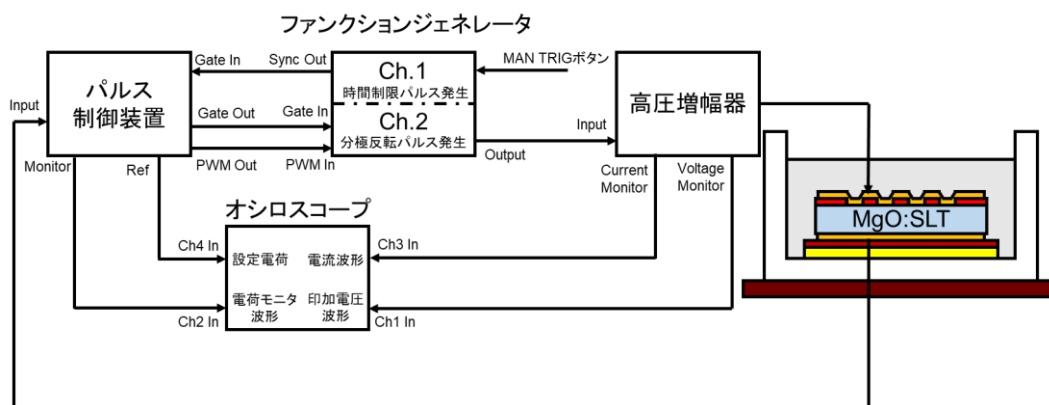 ファンクションジェネレータ
Gate In
Sync Out
MAN TRIGボタン
Ch.1
時間制限パルス発生
パルス
制御装置
高圧増幅器
Input
Gate Out
Gate In
Ch.2
分極反転パルス発生
Input
Monitor
Ref
PWM Out
PWM In
Output
Current
Monitor
Voltage
Monitor
オシロスコープ
MgO:SLT
Ch4 In
設定電荷
電流波形
Ch3 In
電荷モニタ
波形
印加電圧
波形
Ch2 In
Ch1 In